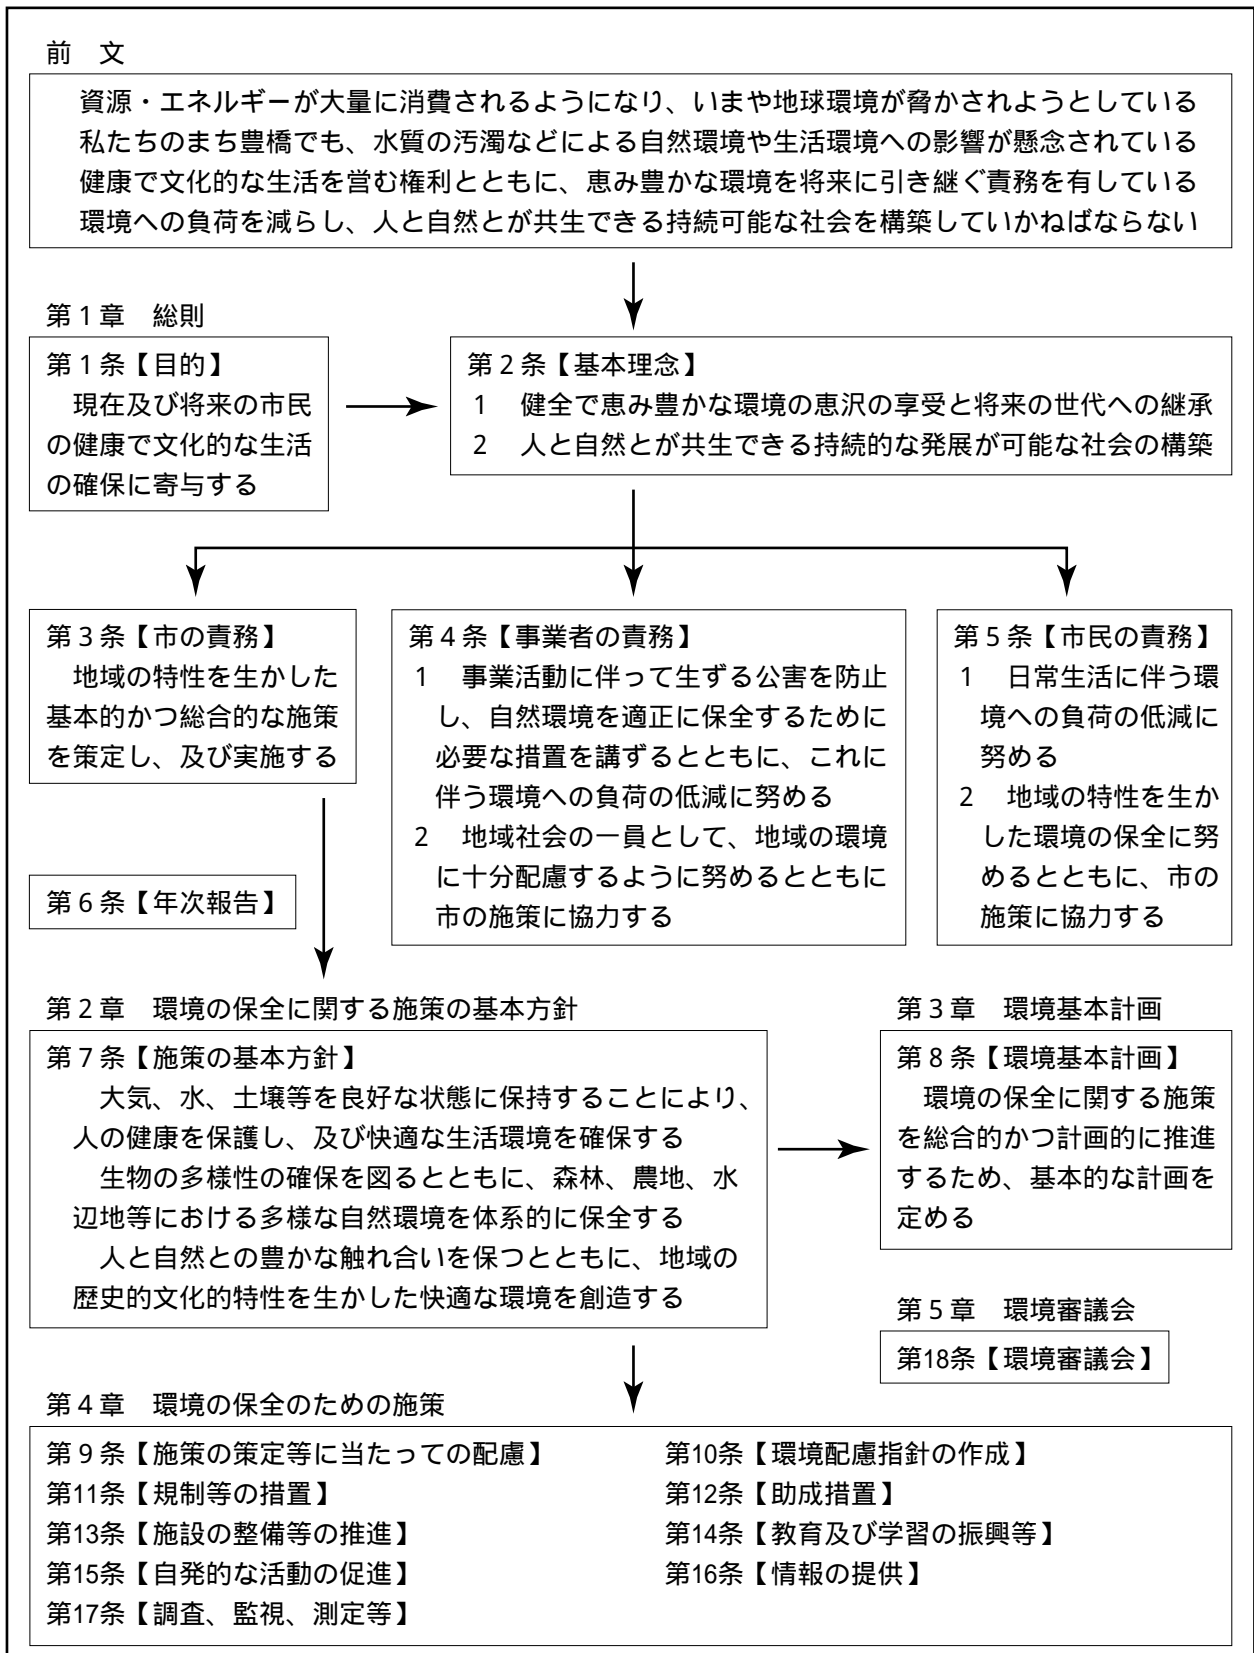 前　文
資源・エネルギーが大量に消費されるようになり、いまや地球環境が脅かされようとしている
私たちのまち豊橋でも、水質の汚濁などによる自然環境や生活環境への影響が懸念されている
健康で文化的な生活を営む権利とともに、恵み豊かな環境を将来に引き継ぐ責務を有している
環境への負荷を減らし、人と自然とが共生できる持続可能な社会を構築していかねばならない
第１章　総則
第１条【目的】
現在及び将来の市民
の健康で文化的な生活
の確保に寄与する
第２条【基本理念】
1　健全で恵み豊かな環境の恵沢の享受と将来の世代への継承
2　人と自然とが共生できる持続的な発展が可能な社会の構築
第３条【市の責務】
地域の特性を生かした
基本的かつ総合的な施策
を策定し、及び実施する
第４条【事業者の責務】
1　事業活動に伴って生ずる公害を防止
し、自然環境を適正に保全するために
必要な措置を講ずるとともに、これに
伴う環境への負荷の低減に努める
2　地域社会の一員として、地域の環境
に十分配慮するように努めるとともに
市の施策に協力する
第５条【市民の責務】
1　日常生活に伴う環
境への負荷の低減に
努める
2　地域の特性を生か
した環境の保全に努
めるとともに、市の
施策に協力する
第６条【年次報告】
第２章　環境の保全に関する施策の基本方針
第７条【施策の基本方針】
大気、水、土壌等を良好な状態に保持することにより、
人の健康を保護し、及び快適な生活環境を確保する
生物の多様性の確保を図るとともに、森林、農地、水
辺地等における多様な自然環境を体系的に保全する
人と自然との豊かな触れ合いを保つとともに、地域の
歴史的文化的特性を生かした快適な環境を創造する
第３章　環境基本計画
第８条【環境基本計画】
環境の保全に関する施策
を総合的かつ計画的に推進
するため、基本的な計画を
定める
第５章　環境審議会
第18条【環境審議会】
第４章　環境の保全のための施策
第９条【施策の策定等に当たっての配慮】
第10条【環境配慮指針の作成】
第11条【規制等の措置】
第12条【助成措置】
第13条【施設の整備等の推進】
第14条【教育及び学習の振興等】
第15条【自発的な活動の促進】
第16条【情報の提供】
第17条【調査、監視、測定等】